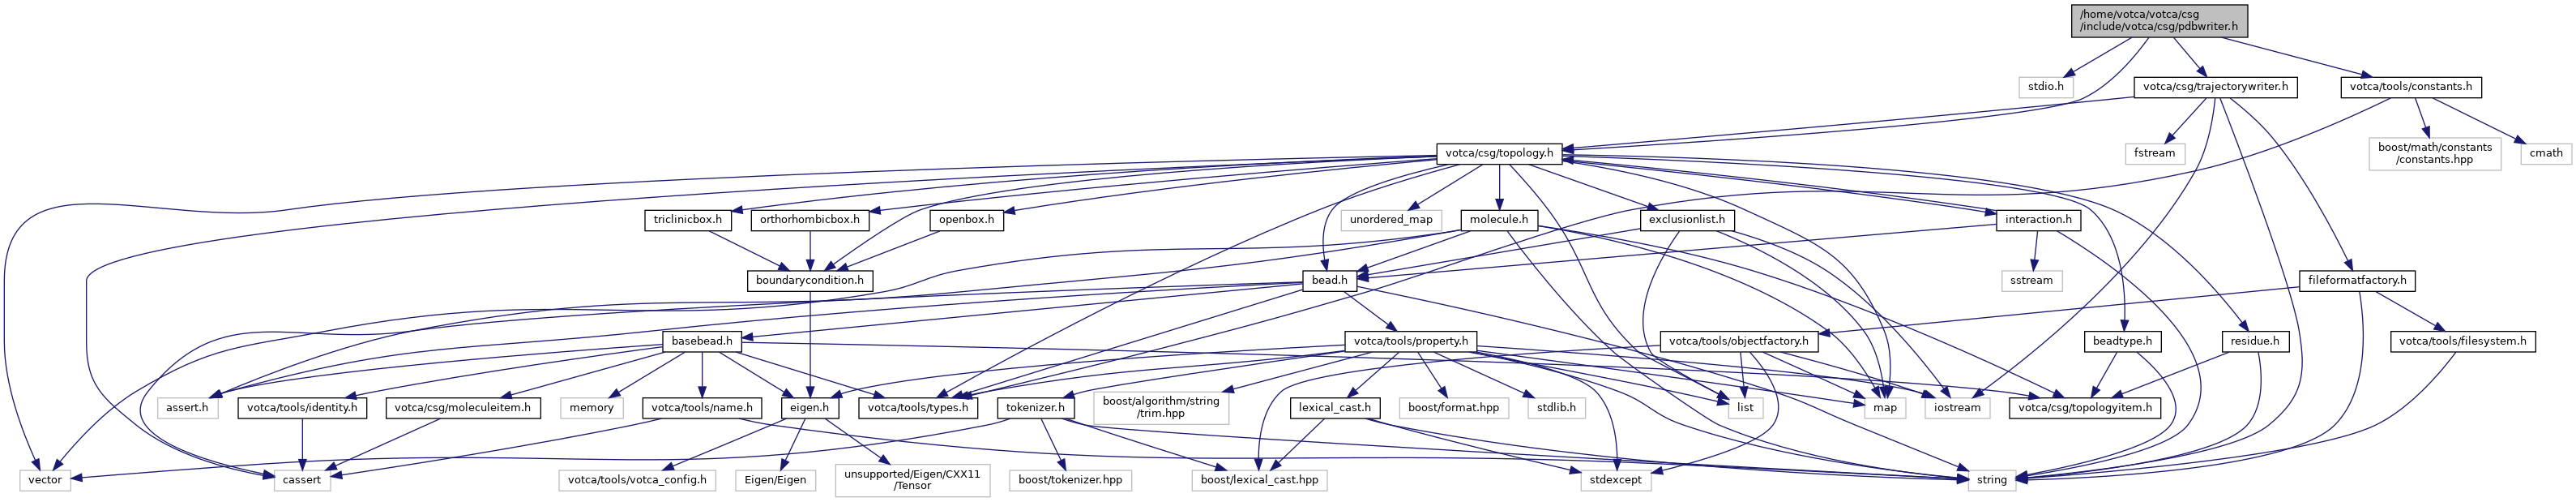 /home/votca/votca/csg
/include/votca/csg/pdbwriter.h
stdio.h
votca/csg/trajectorywriter.h
votca/tools/constants.h
votca/csg/topology.h
fstream
boost/math/constants
/constants.hpp
cmath
triclinicbox.h
orthorhombicbox.h
openbox.h
unordered_map
molecule.h
exclusionlist.h
interaction.h
boundarycondition.h
bead.h
sstream
fileformatfactory.h
basebead.h
votca/tools/property.h
votca/tools/objectfactory.h
beadtype.h
residue.h
votca/tools/filesystem.h
assert.h
votca/tools/identity.h
votca/csg/moleculeitem.h
memory
votca/tools/name.h
eigen.h
votca/tools/types.h
tokenizer.h
boost/algorithm/string
/trim.hpp
lexical_cast.h
boost/format.hpp
stdlib.h
list
map
iostream
votca/csg/topologyitem.h
vector
cassert
votca/tools/votca_config.h
Eigen/Eigen
unsupported/Eigen/CXX11
/Tensor
boost/tokenizer.hpp
boost/lexical_cast.hpp
stdexcept
string